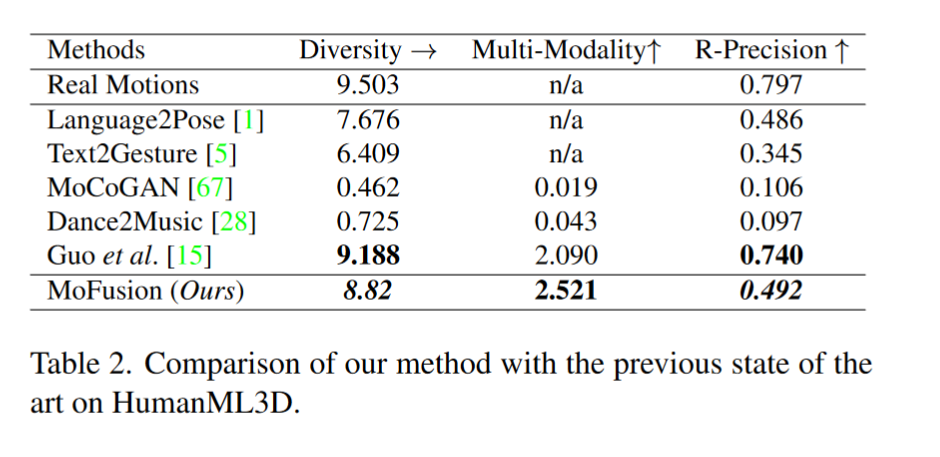 Methods Diversity → Multi-Modality↑ R-Precision ↑
Real Motions 9.503 n/a 0.797
Language2Pose [1] 7.676 n/a 0.486
Text2Gesture [5] 6.409 n/a 0.345
MoCoGAN [67] 0.462 0.019 0.106
Dance2Music [28] 0.725 0.043 0.097
Guo et al. [15] 9.188 2.090 0.740
MoFusion (Ours) 8.82 2.521 0.492
Table 2. Comparison of our method with the previous state of the
art on HumanML3D.